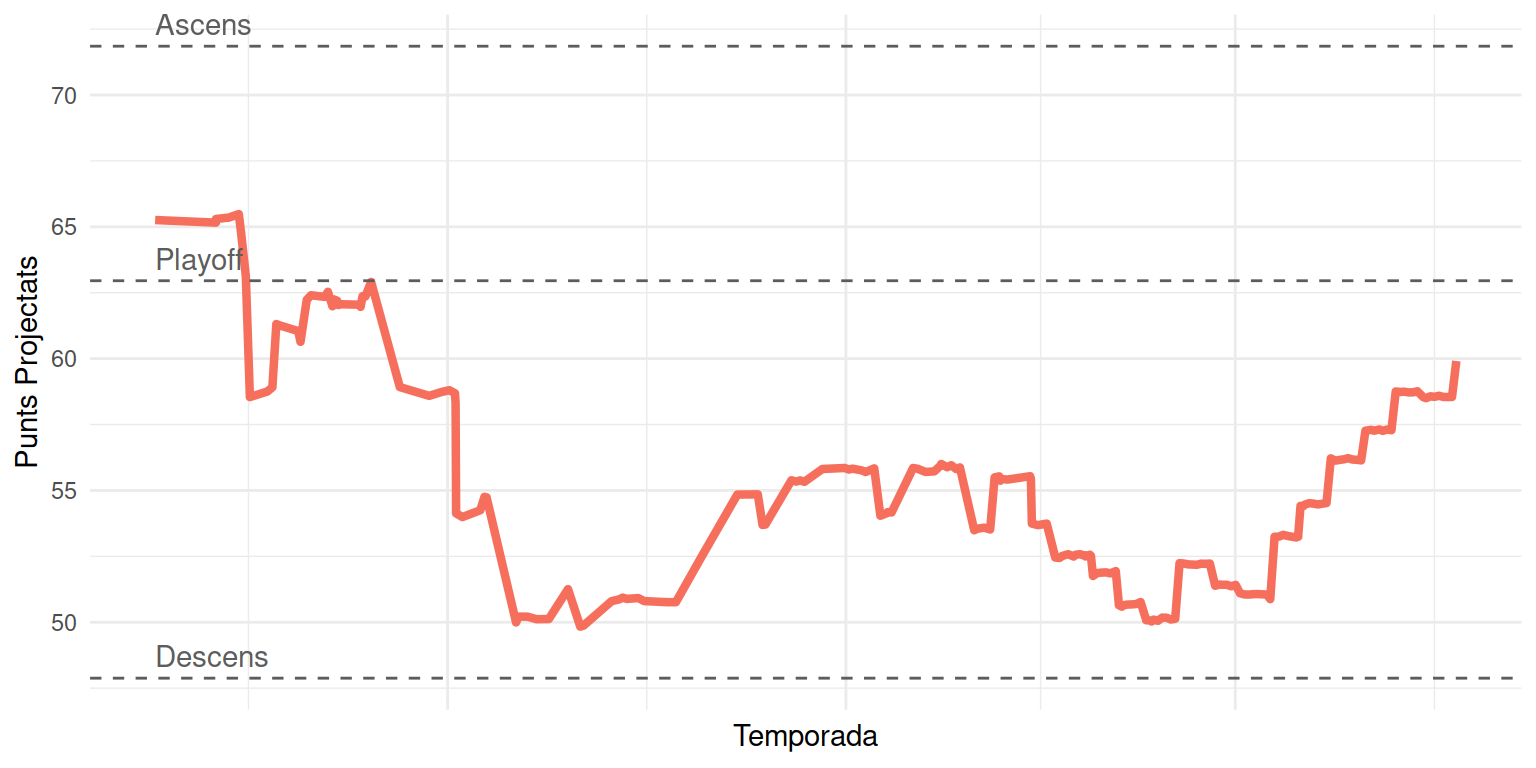 Ascens
70
65
Playoff
60
55
50
Descens
Punts Projectats
Temporada